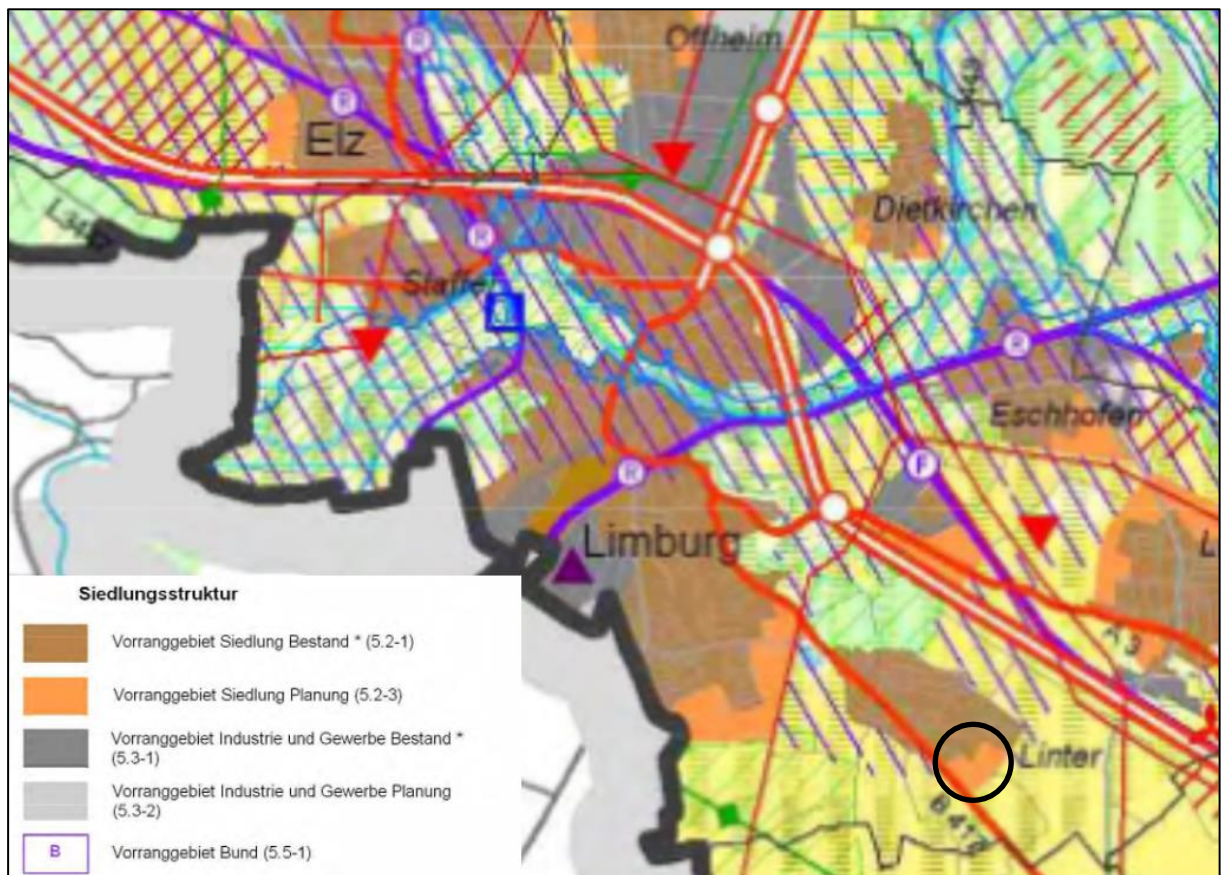 Offheim
R
R
Elz
L 3448
Dietkirchen
R
Staffel
R
Eschhofen
F
R
Limburg
L
A 3
Linter
B 417
Siedlungsstruktur
Vorranggebiet Siedlung Bestand * (5.2-1)
Vorranggebiet Siedlung Planung (5.2-3)
Vorranggebiet Industrie und Gewerbe Bestand *
(5.3-1)
Vorranggebiet Industrie und Gewerbe Planung
(5.3-2)
B
Vorranggebiet Bund (5.5-1)